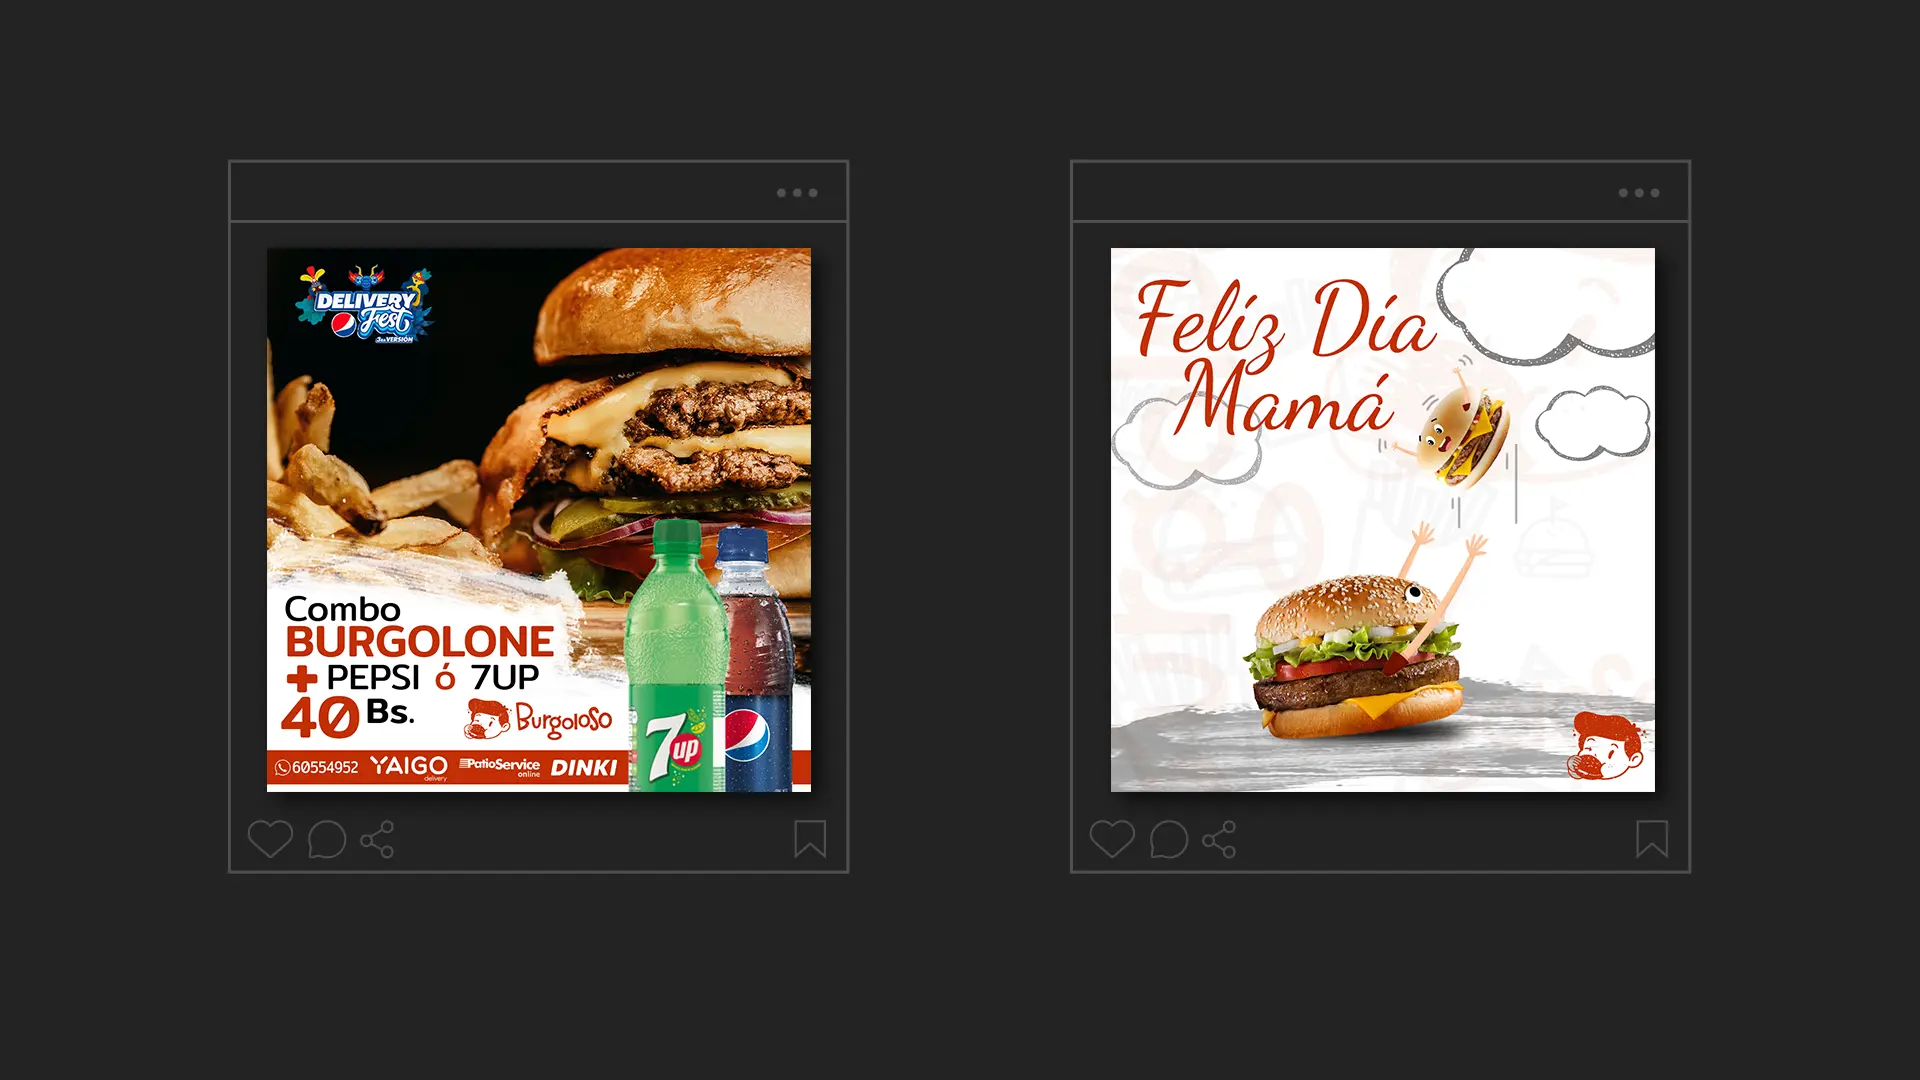 DELIVERY
Fest
3ra VERSIÓN
Combo
BURGOLONE
+ PEPSI ó 7UP
40 Bs.
Burgoloso
60554952 YAIGO delivery PatioService online DINKI
7up
Felíz Día
Mamá